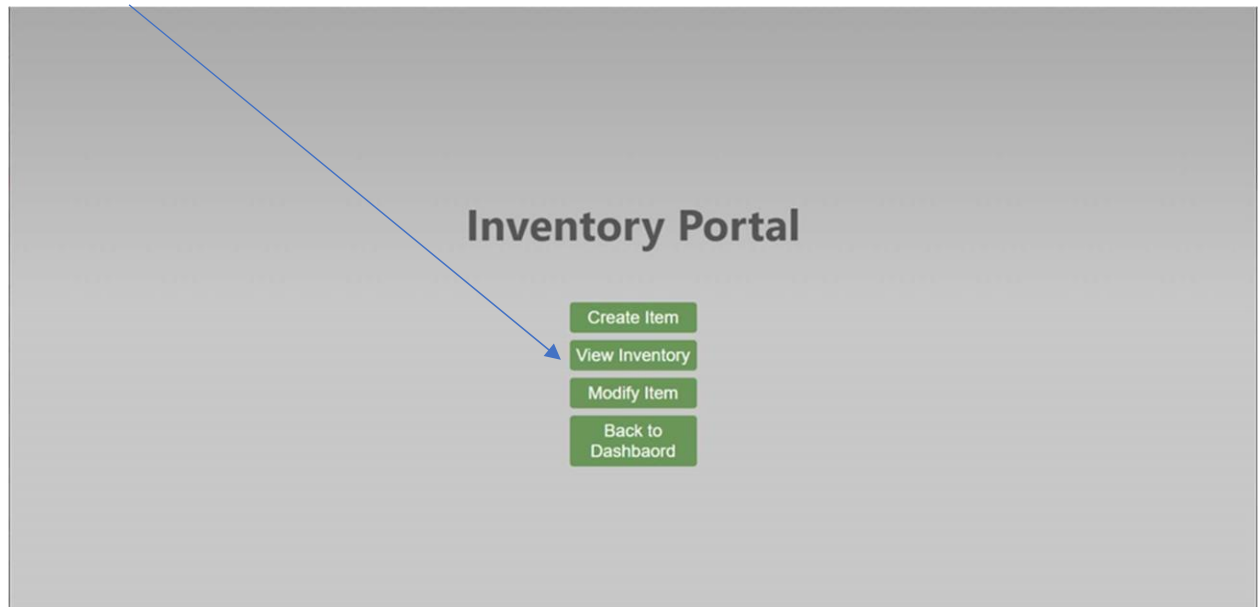 Inventory Portal
Create Item
View Inventory
Modify Item
Back to
Dashbaord